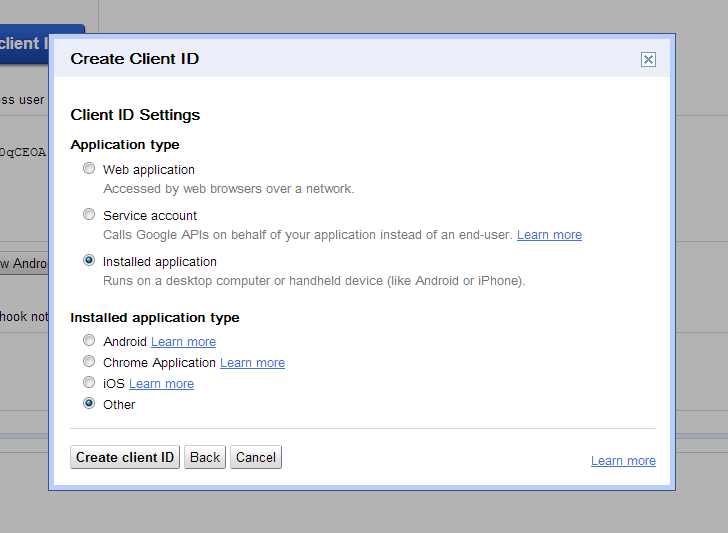 client I
Create Client ID
ess user
Client ID Settings
Application type
0qCEOA
Web application
Accessed by web browsers over a network.
Service account
Calls Google APIs on behalf of your application instead of an end-user. Learn more
w Andro
Installed application
Runs on a desktop computer or handheld device (like Android or iPhone).
hook not
Installed application type
Android Learn more
Chrome Application Learn more
iOS Learn more
Other
Create client ID Back Cancel
Learn more